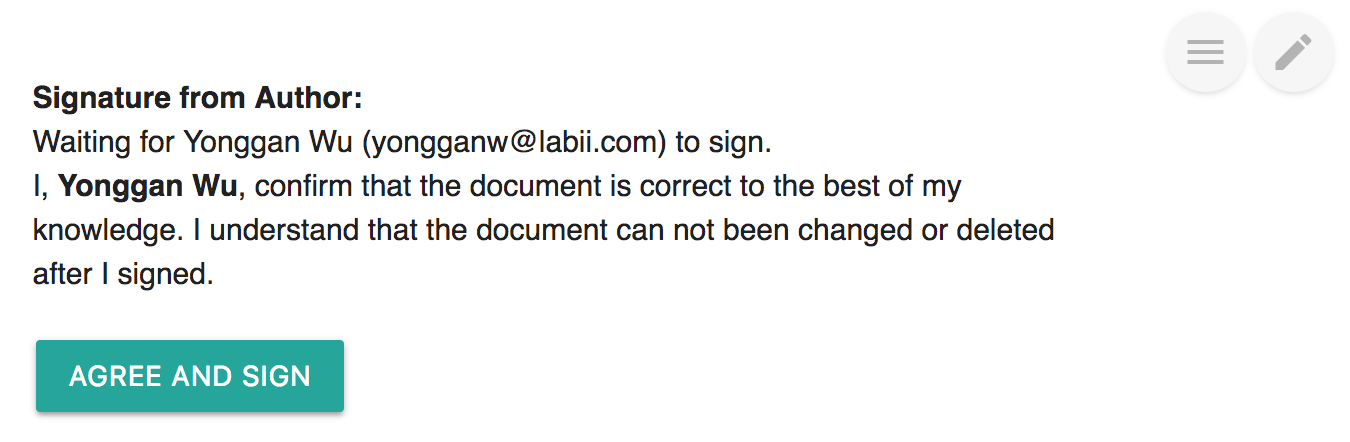 Signature from Author:
Waiting for Yonggan Wu (yongganw@labii.com) to sign.
I, Yonggan Wu, confirm that the document is correct to the best of my
knowledge. I understand that the document can not been changed or deleted
after I signed.
AGREE AND SIGN